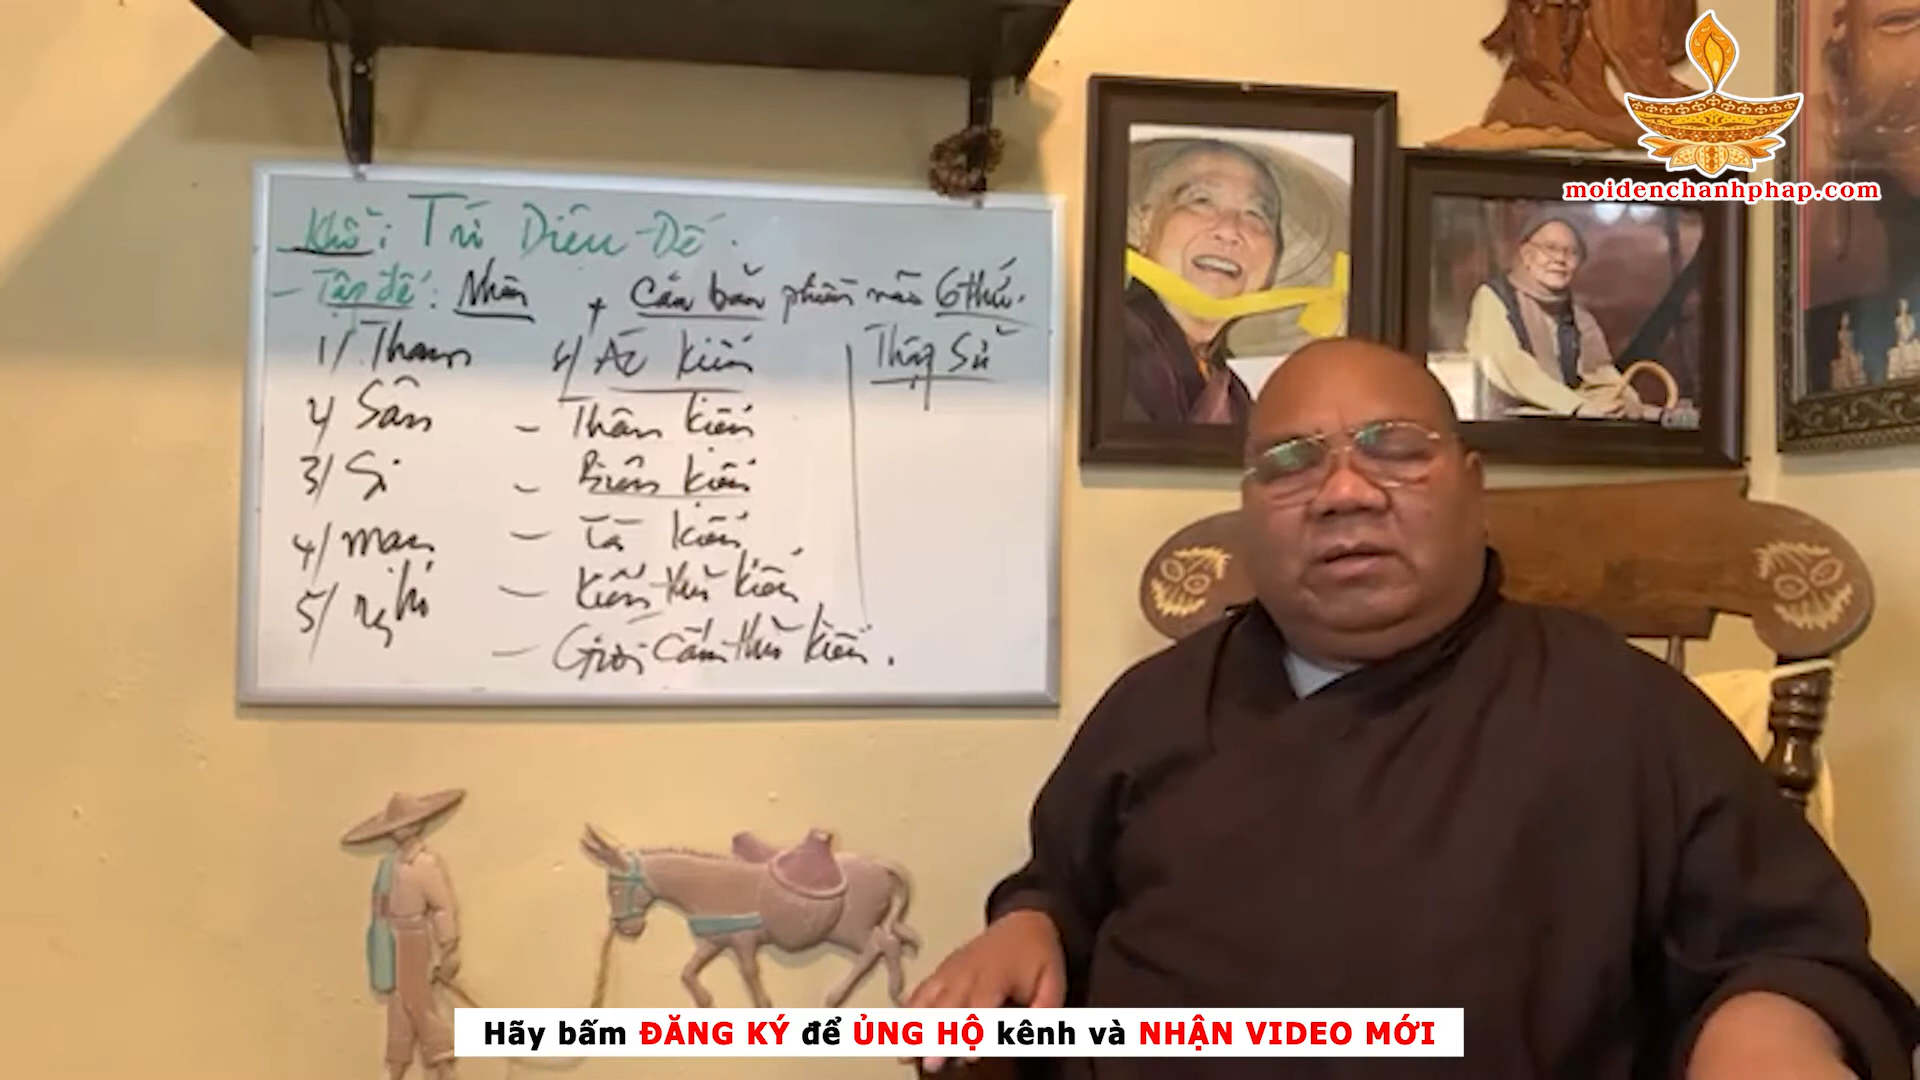 Khổ: Tứ Diệu Đế.
- Tập đế: Nhân + Căn bản phiền não 6 thứ.
1/ Tham
2/ Sân
3/ Si
4/ mạn
5/ nghi
6/ Ác kiến
- Thân kiến
- Biên kiến
- Tà kiến
- Kiến thủ kiến
- Giới cấm thủ kiến.
Thập Sử
moidenchanhphap.com
Hãy bấm ĐĂNG KÝ để ỦNG HỘ kênh và NHẬN VIDEO MỚI